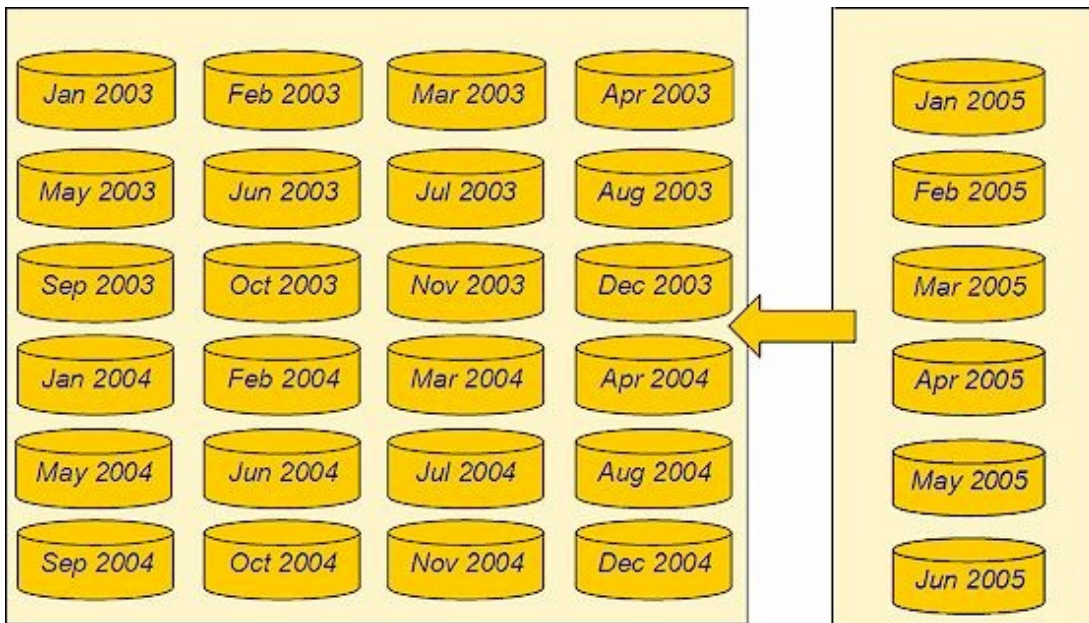 Jan 2003
Feb 2003
Mar 2003
Apr 2003
May 2003
Jun 2003
Jul 2003
Aug 2003
Sep 2003
Oct 2003
Nov 2003
Dec 2003
Jan 2004
Feb 2004
Mar 2004
Apr 2004
May 2004
Jun 2004
Jul 2004
Aug 2004
Sep 2004
Oct 2004
Nov 2004
Dec 2004
Jan 2005
Feb 2005
Mar 2005
Apr 2005
May 2005
Jun 2005